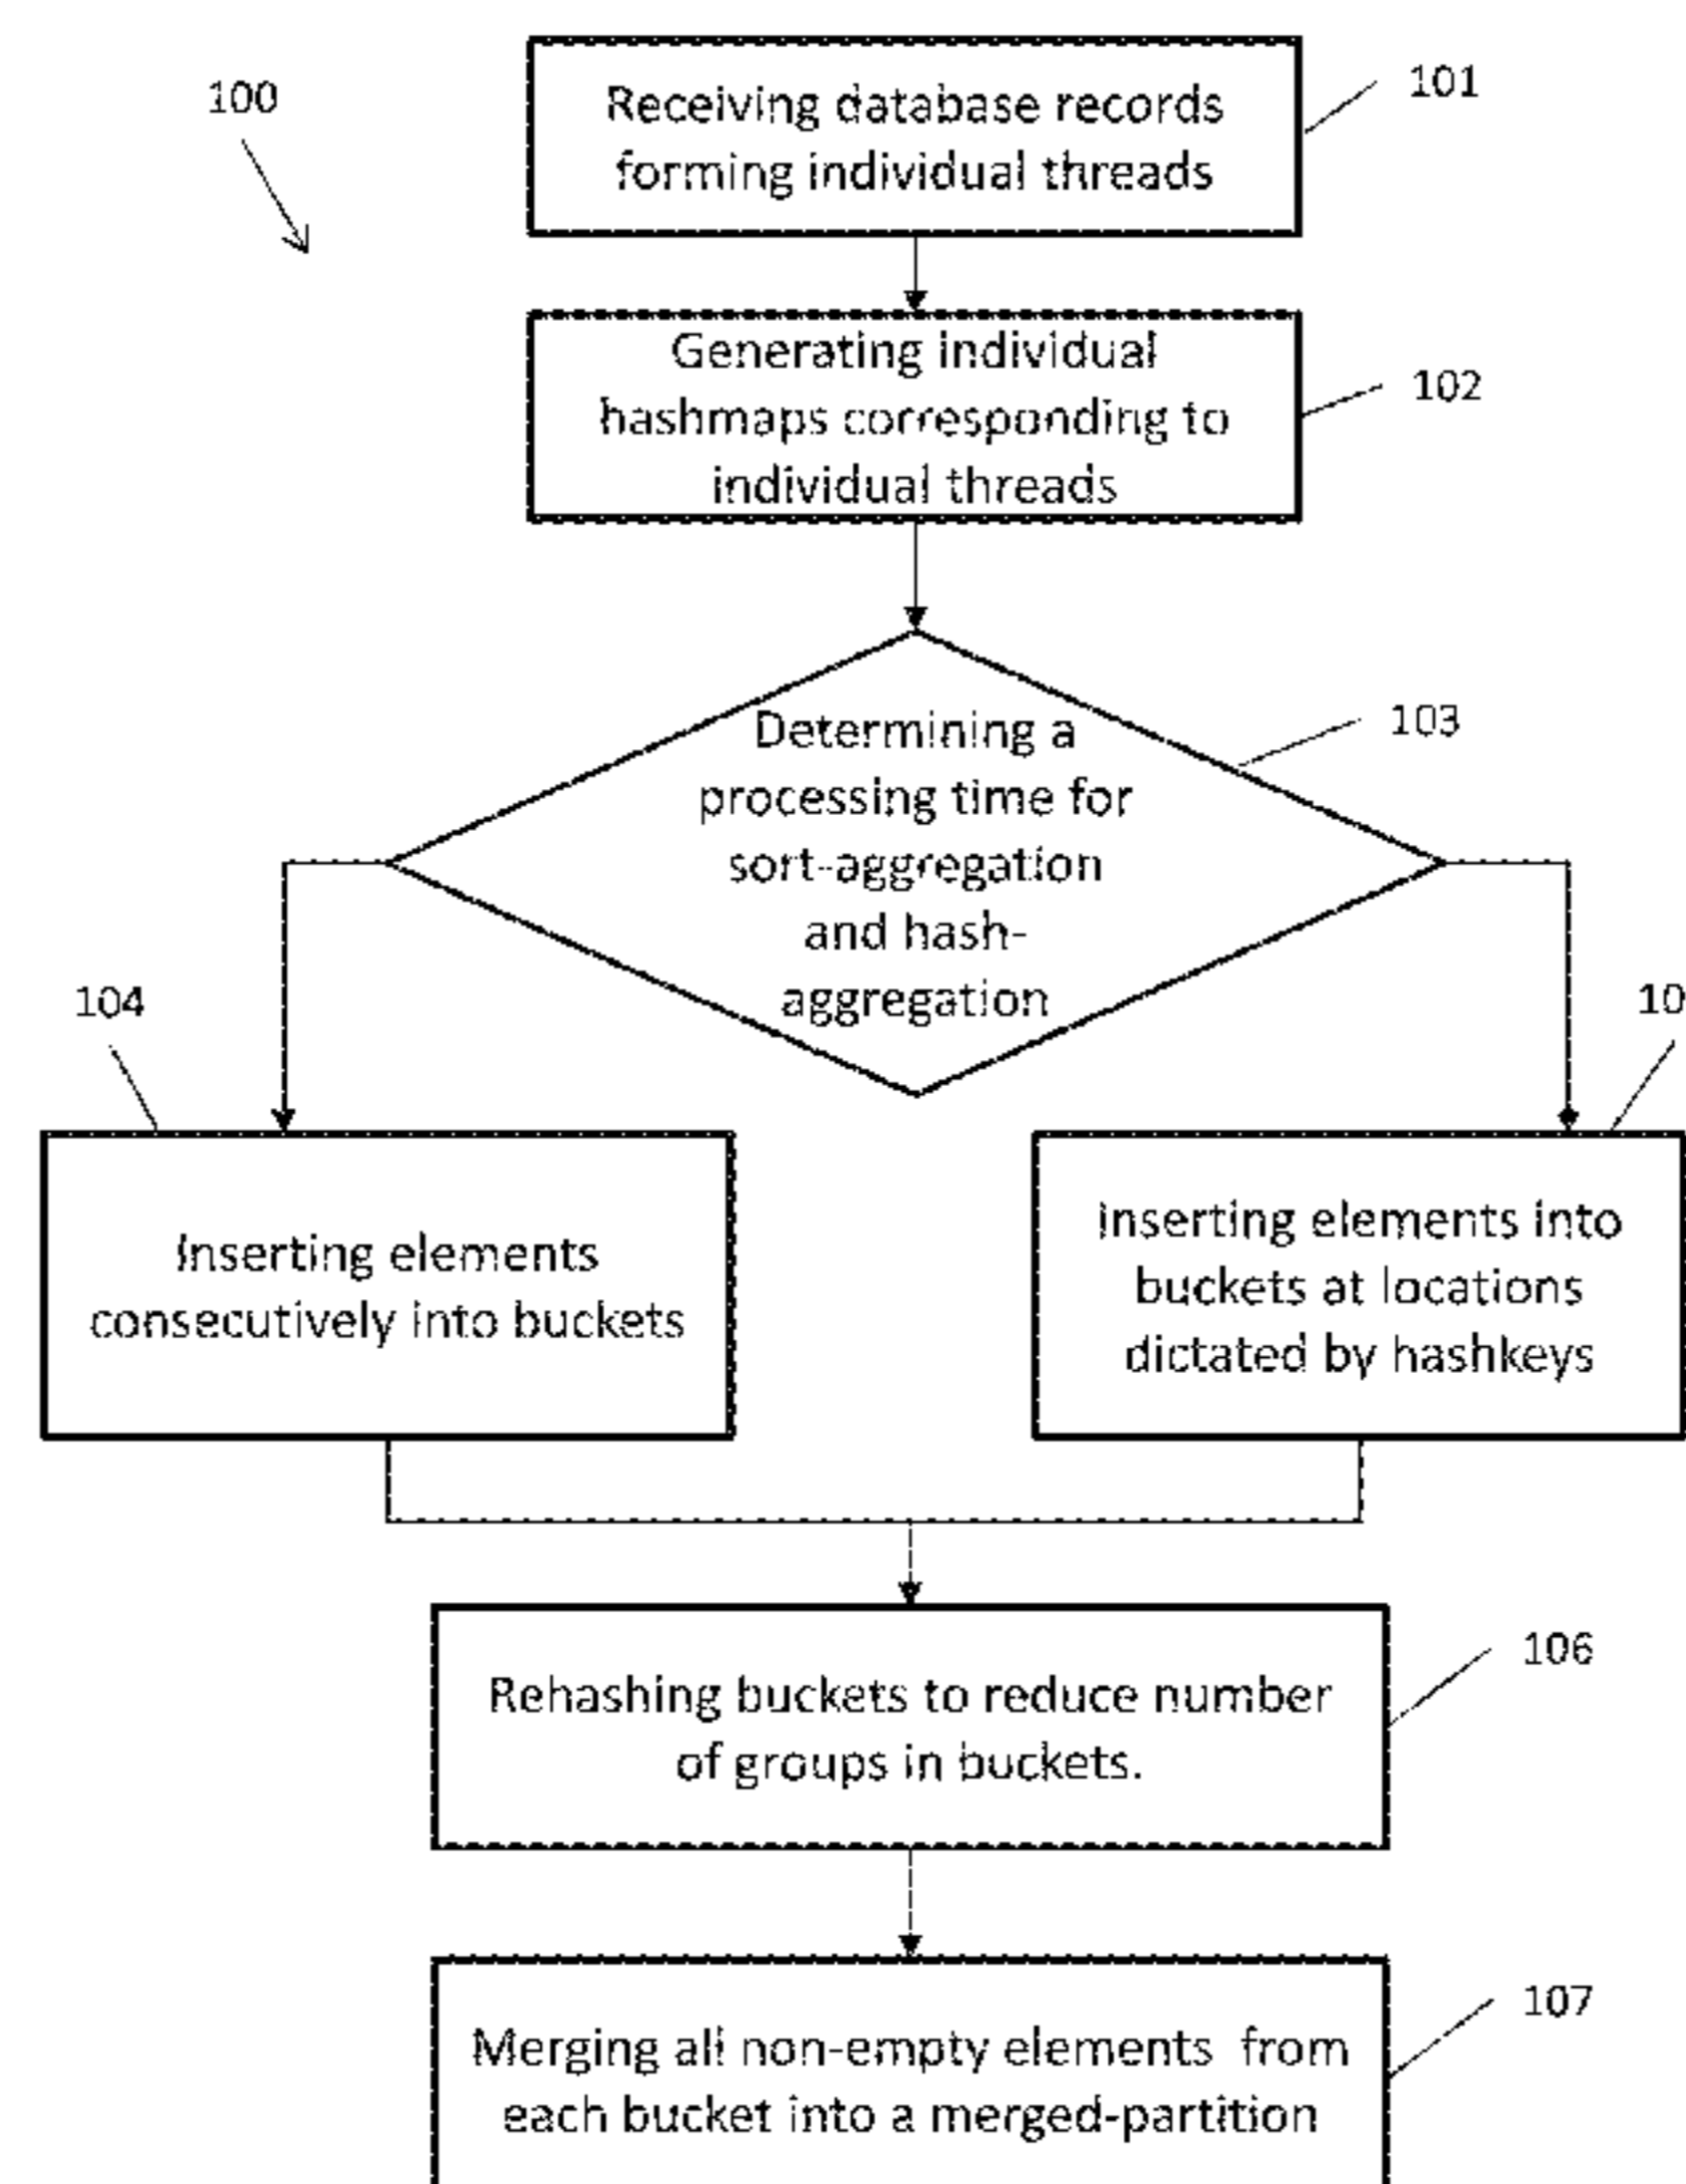 100
101
Receiving database records
forming individual threads
Generating individual
hashmaps corresponding to
individual threads
102
Determining a
processing time for
sort-aggregation
and hash-
aggregation
103
104
10
Inserting elements
consecutively into buckets
Inserting elements into
buckets at locations
dictated by hashkeys
Rehashing buckets to reduce number
of groups in buckets.
106
Merging all non-empty elements from
each bucket into a merged-partition
107